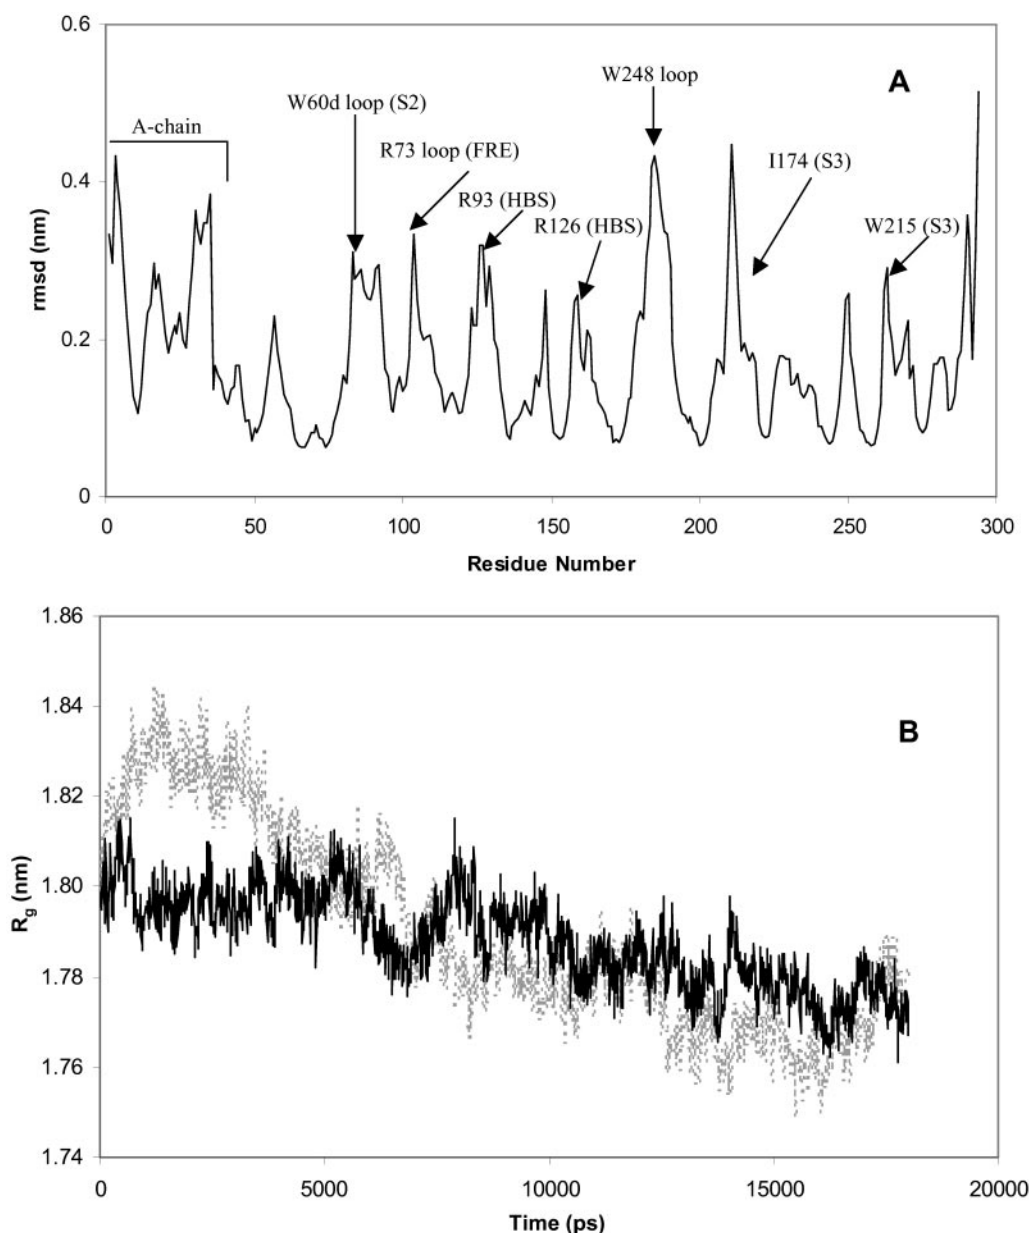 0.6
A
W248 loop
W60d loop (S2)
A-chain
R73 loop (FRE)
I174 (S3)
0.4
R93 (HBS)
R126 (HBS)
W215 (S3)
rmsd (nm)
0.2
0
0 50 100 150 200 250 300
Residue Number
1.86
1.84
B
1.82
1.80
Rg (nm)
1.78
1.76
1.74
0 5000 10000 15000 20000
Time (ps)